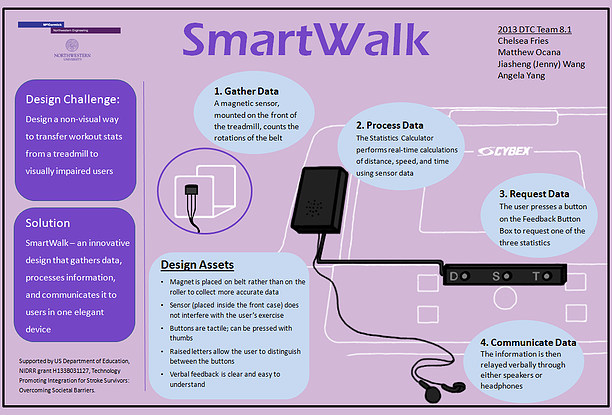 McCormick
Northwestern Engineering
NORTHWESTERN
UNIVERSITY
SmartWalk
2013 DTC Team 8.1
Chelsea Fries
Matthew Ocana
Jiasheng (Jenny) Wang
Angela Yang
Design Challenge:
Design a non-visual way
to transfer workout stats
from a treadmill to
visually impaired users
Solution
SmartWalk – an innovative
design that gathers data,
processes information,
and communicates it to
users in one elegant
device
Supported by US Department of Education,
NIDRR grant H133B031127, Technology
Promoting Integration for Stroke Survivors:
Overcoming Societal Barriers.
1. Gather Data
A magnetic sensor,
mounted on the front of
the treadmill, counts the
rotations of the belt
2. Process Data
The Statistics Calculator
performs real-time calculations
of distance, speed, and time
using sensor data
CYBEX
3. Request Data
The user presses a button
on the Feedback Button
Box to request one of the
three statistics
D S T
Design Assets
• Magnet is placed on belt rather than on the
roller to collect more accurate data
• Sensor (placed inside the front case) does
not interfere with the user's exercise
• Buttons are tactile; can be pressed with
thumbs
• Raised letters allow the user to distinguish
between the buttons
• Verbal feedback is clear and easy to
understand
4. Communicate Data
The information is then
relayed verbally through
either speakers or
headphones